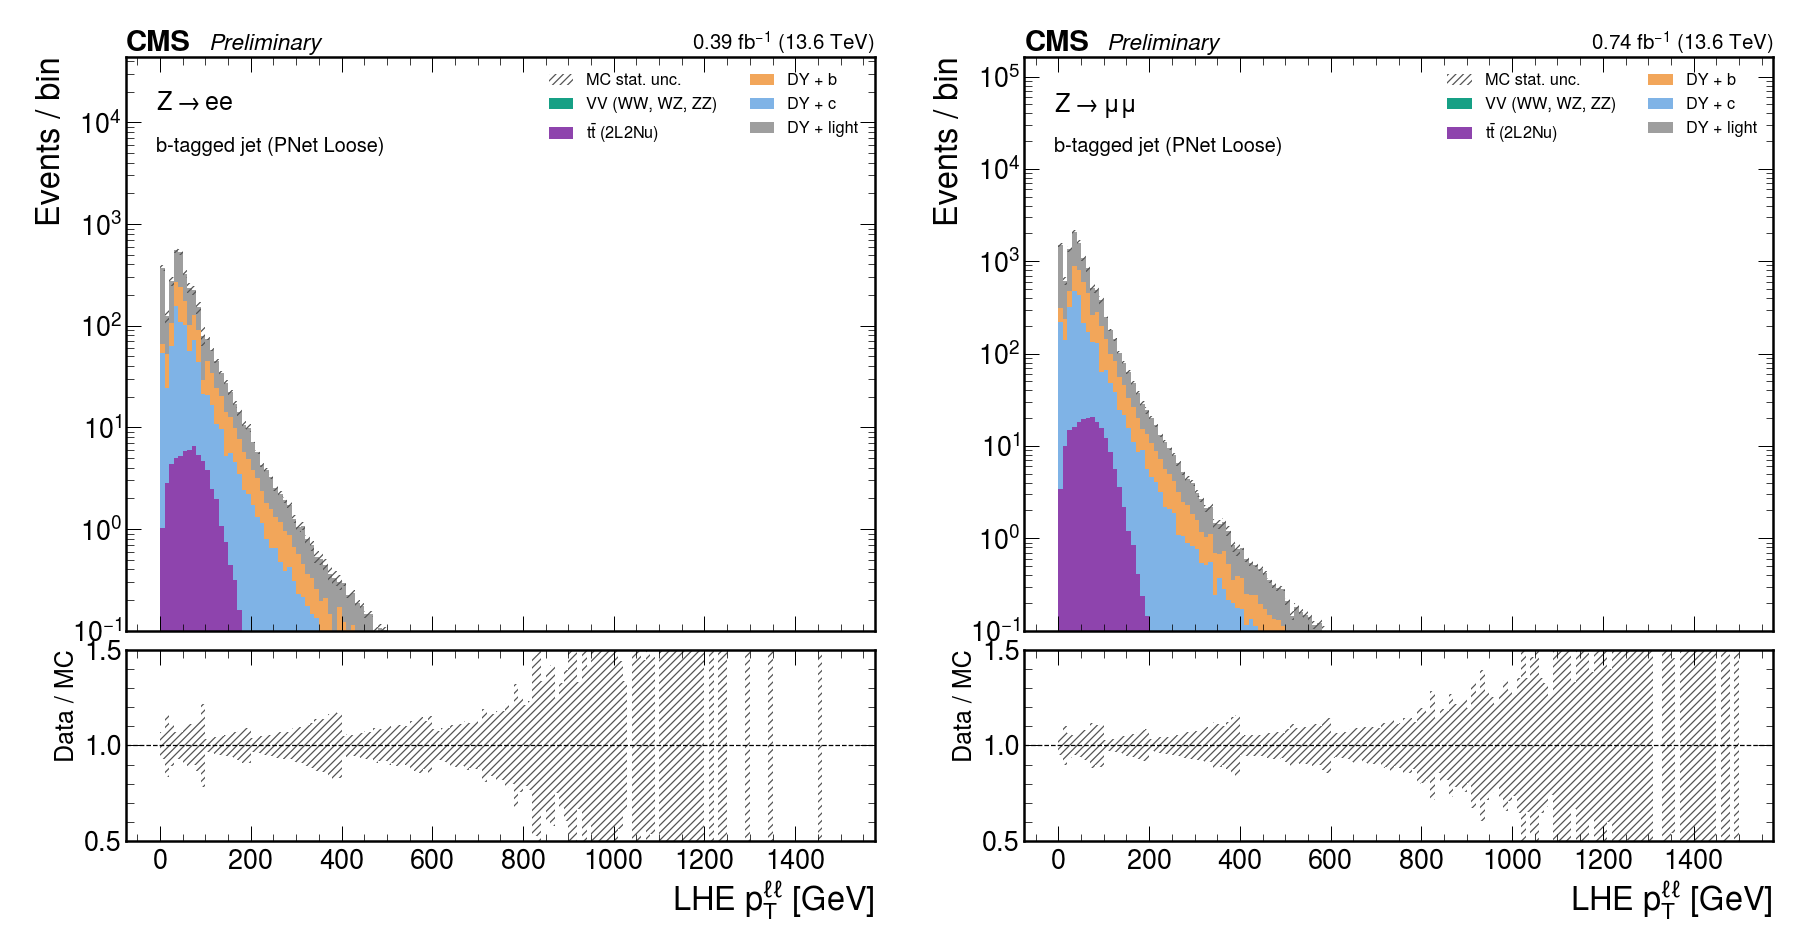 CMS Preliminary 0.39 fb⁻¹ (13.6 TeV)
Events / bin
Z → ee
b-tagged jet (PNet Loose)
MC stat. unc.
VV (WW, WZ, ZZ)
tt̄ (2L2Nu)
DY + b
DY + c
DY + light
10⁴
10³
10²
10¹
10⁰
10⁻¹
Data / MC
1.5
1.0
0.5
0 200 400 600 800 1000 1200 1400
LHE p_T^ℓℓ [GeV]
CMS Preliminary 0.74 fb⁻¹ (13.6 TeV)
Events / bin
Z → μμ
b-tagged jet (PNet Loose)
MC stat. unc.
VV (WW, WZ, ZZ)
tt̄ (2L2Nu)
DY + b
DY + c
DY + light
10⁵
10⁴
10³
10²
10¹
10⁰
10⁻¹
Data / MC
1.5
1.0
0.5
0 200 400 600 800 1000 1200 1400
LHE p_T^ℓℓ [GeV]